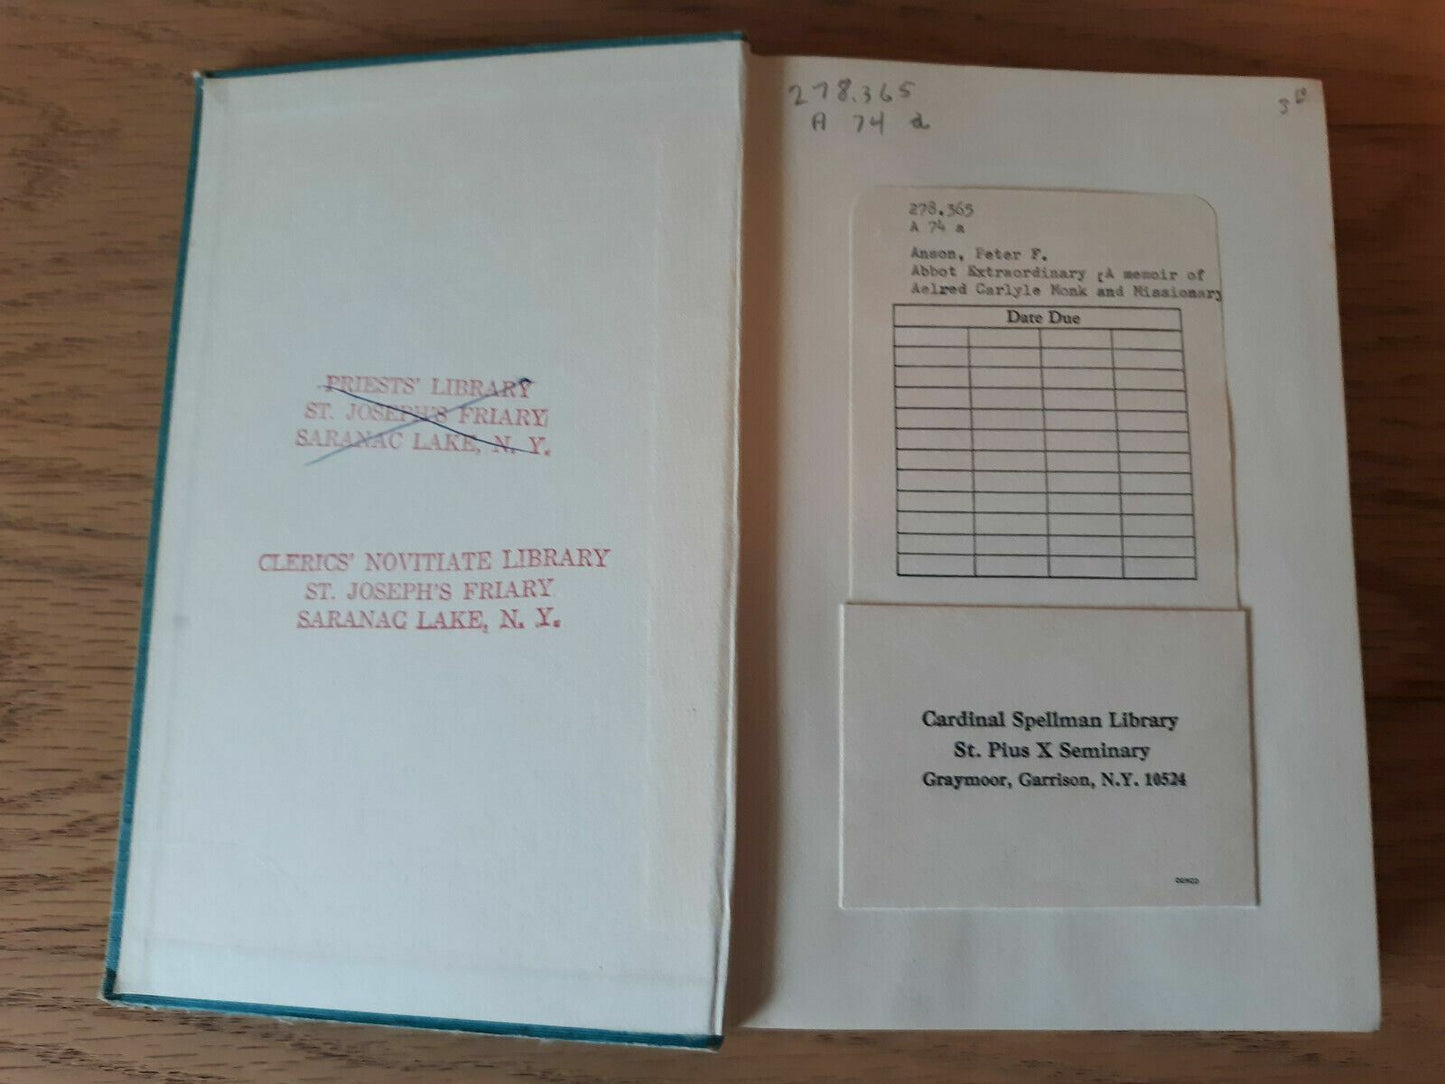 PRIESTS' LIBRARY
ST. JOSEPH'S FRIARY
SARANAC LAKE, N. Y.
CLERICS' NOVITIATE LIBRARY
ST. JOSEPH'S FRIARY
SARANAC LAKE, N. Y.
278.365
A 74 a
278.365
A 74 a
Anson, Peter F.
Abbot Extraordinary ;A memoir of
Aelred Carlyle Monk and Missionary
Date Due
Cardinal Spellman Library
St. Pius X Seminary
Graymoor, Garrison, N.Y. 10524
DEMCO